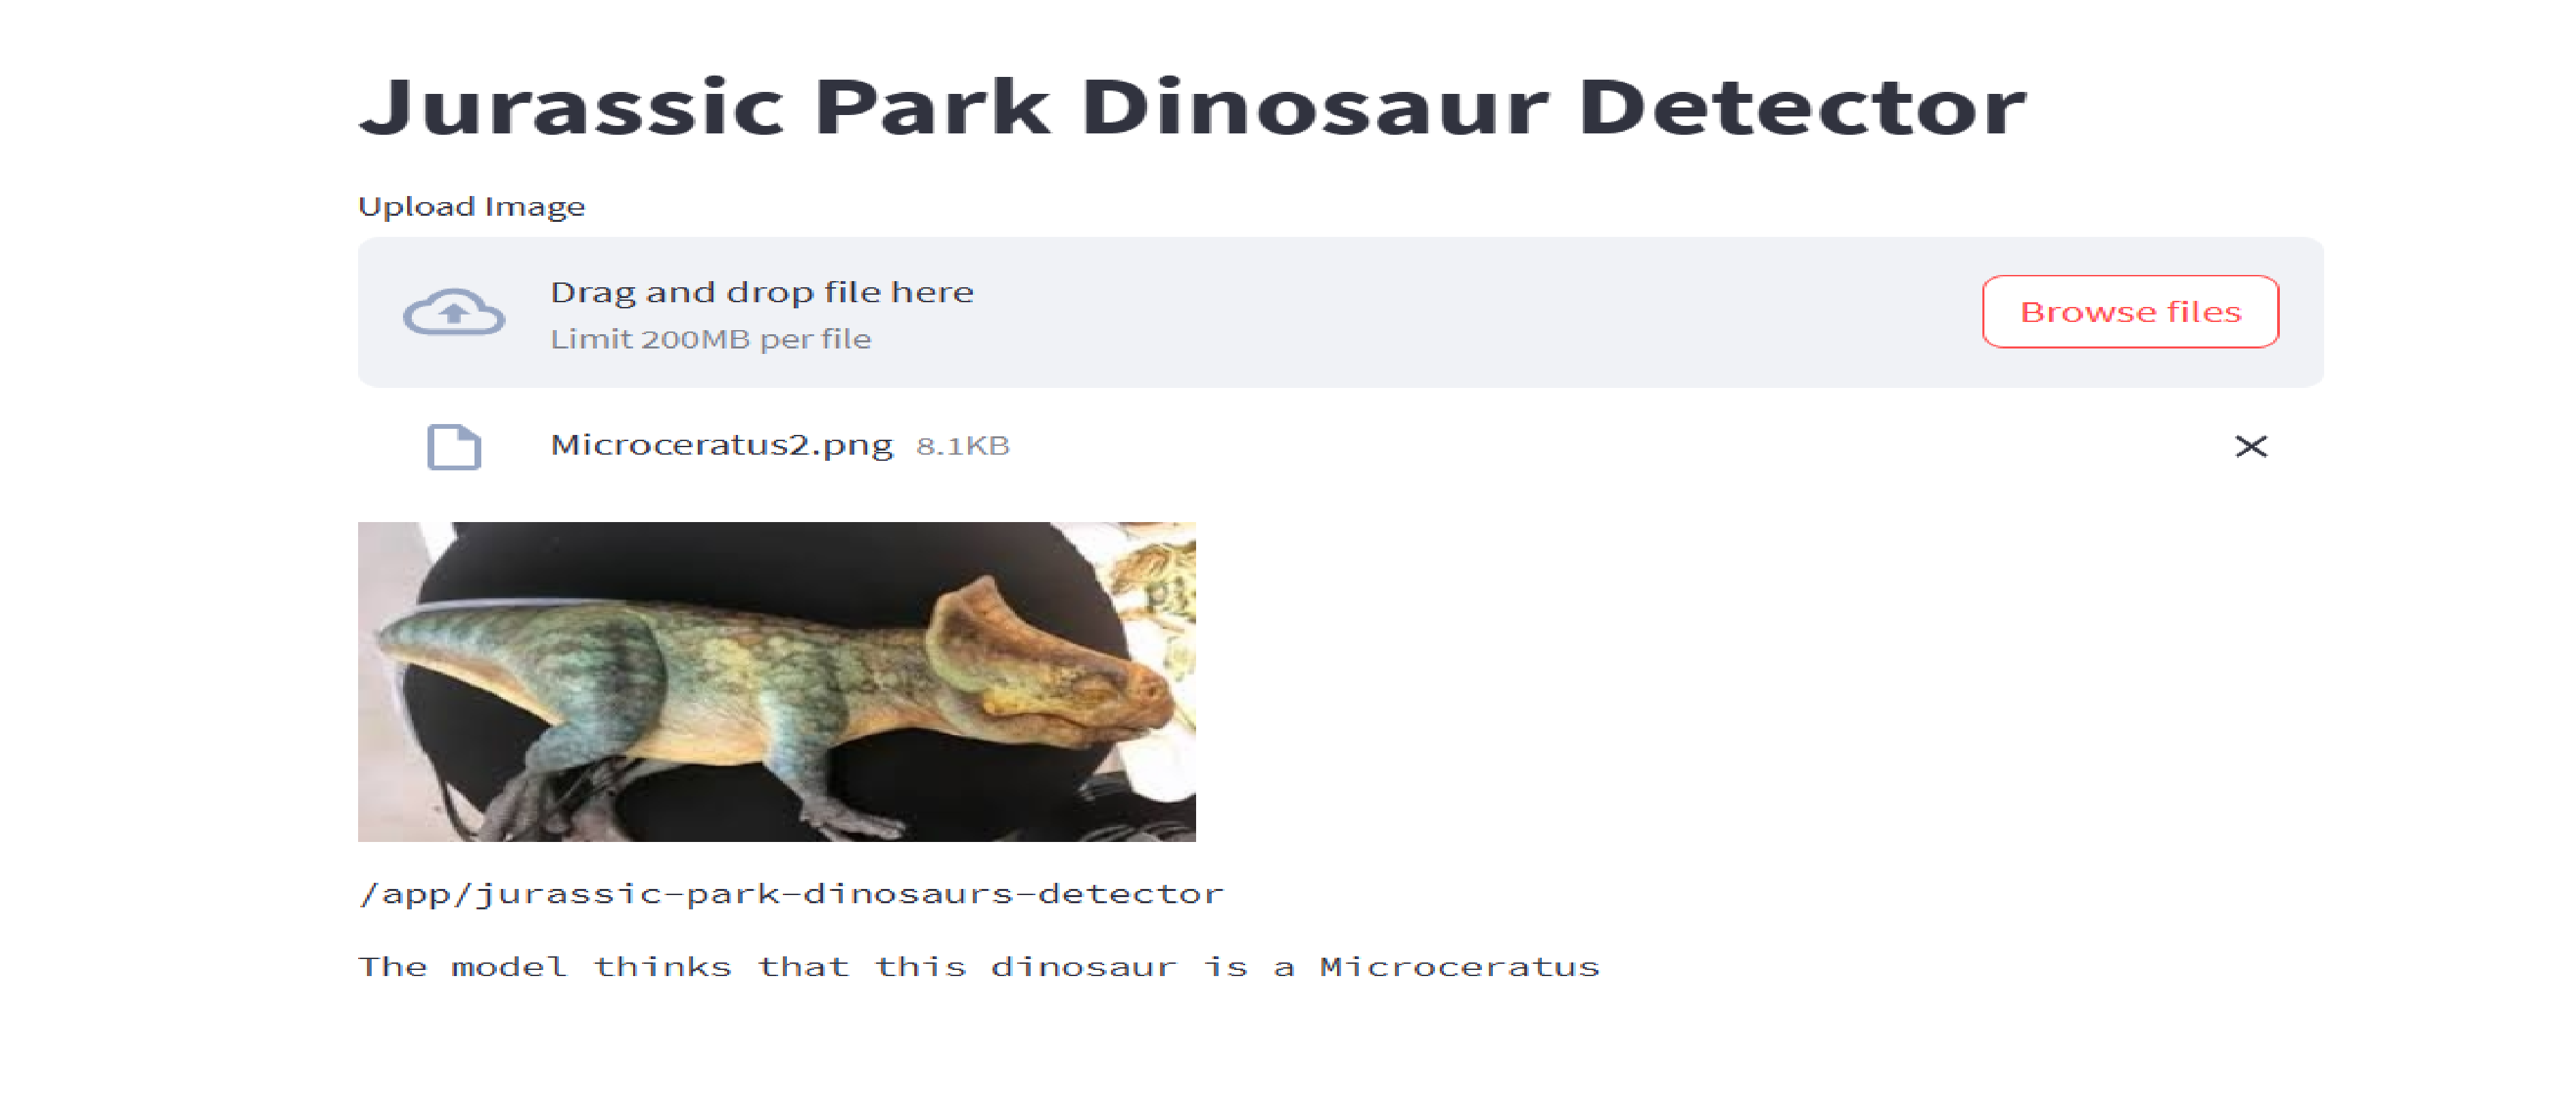 Jurassic Park Dinosaur Detector
Upload Image
Drag and drop file here
Limit 200MB per file
Browse files
Microceratus2.png 8.1KB
/app/jurassic-park-dinosaurs-detector
The model thinks that this dinosaur is a Microceratus